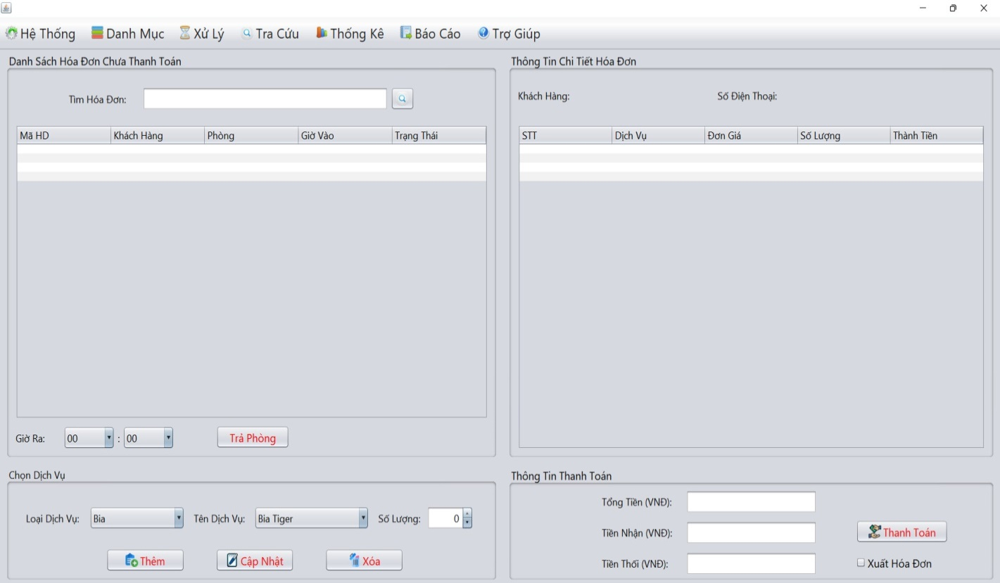 Hệ Thống Danh Mục Xử Lý Tra Cứu Thống Kê Báo Cáo Trợ Giúp
Danh Sách Hóa Đơn Chưa Thanh Toán
Tìm Hóa Đơn:
Mã HD Khách Hàng Phòng Giờ Vào Trạng Thái
Giờ Ra: 00 : 00 Trả Phòng
Thông Tin Chi Tiết Hóa Đơn
Khách Hàng: Số Điện Thoại:
STT Dịch Vụ Đơn Giá Số Lượng Thành Tiền
Chọn Dịch Vụ
Loại Dịch Vụ: Bia Tên Dịch Vụ: Bia Tiger Số Lượng: 0
Thêm Cập Nhật Xóa
Thông Tin Thanh Toán
Tổng Tiền (VNĐ):
Tiền Nhận (VNĐ): Thanh Toán
Tiền Thối (VNĐ): Xuất Hóa Đơn